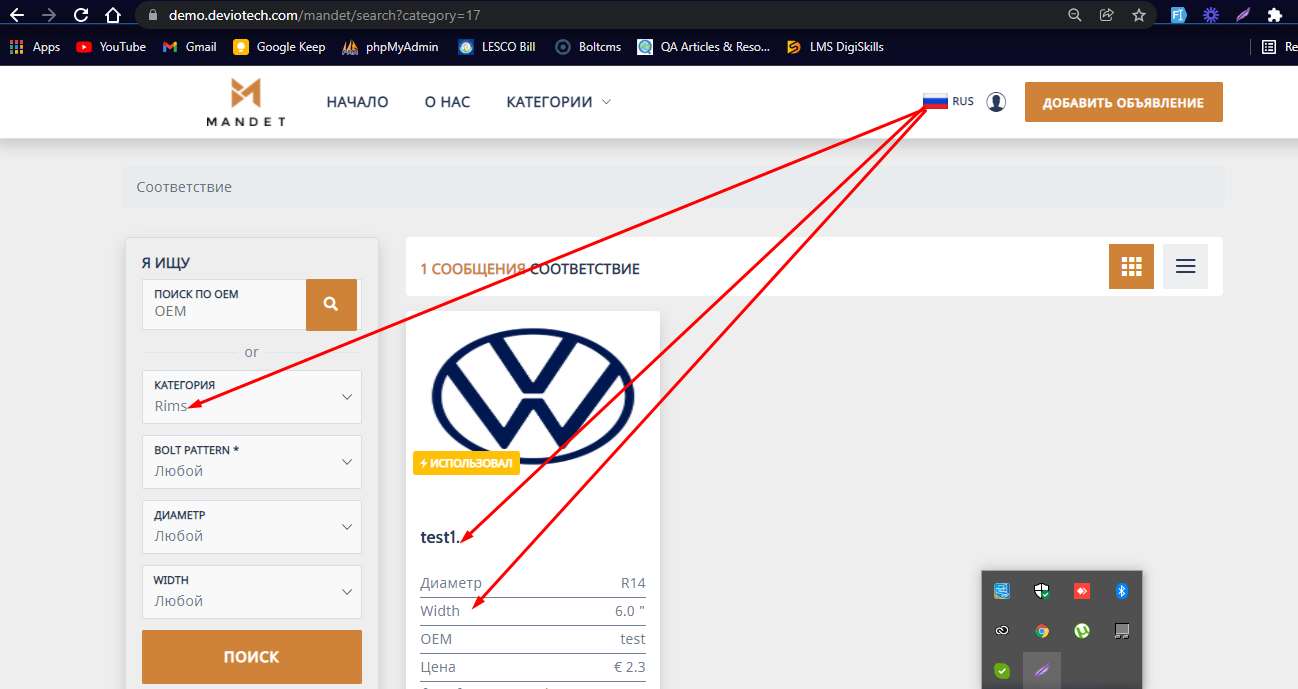 demo.deviotech.com/mandet/search?category=17
Apps YouTube Gmail Google Keep phpMyAdmin LESCO Bill Boltcms QA Articles & Reso... LMS DigiSkills Re
MANDET
НАЧАЛО О НАС КАТЕГОРИИ RUS ДОБАВИТЬ ОБЪЯВЛЕНИЕ
Соответствие
Я ИЩУ
ПОИСК ПО OEM
OEM
or
КАТЕГОРИЯ
Rims
BOLT PATTERN *
Любой
ДИАМЕТР
Любой
WIDTH
Любой
ПОИСК
1 СООБЩЕНИЯ СООТВЕТСТВИЕ
ИСПОЛЬЗОВАЛ
test1.
Диаметр R14
Width 6.0 "
OEM test
Цена € 2.3